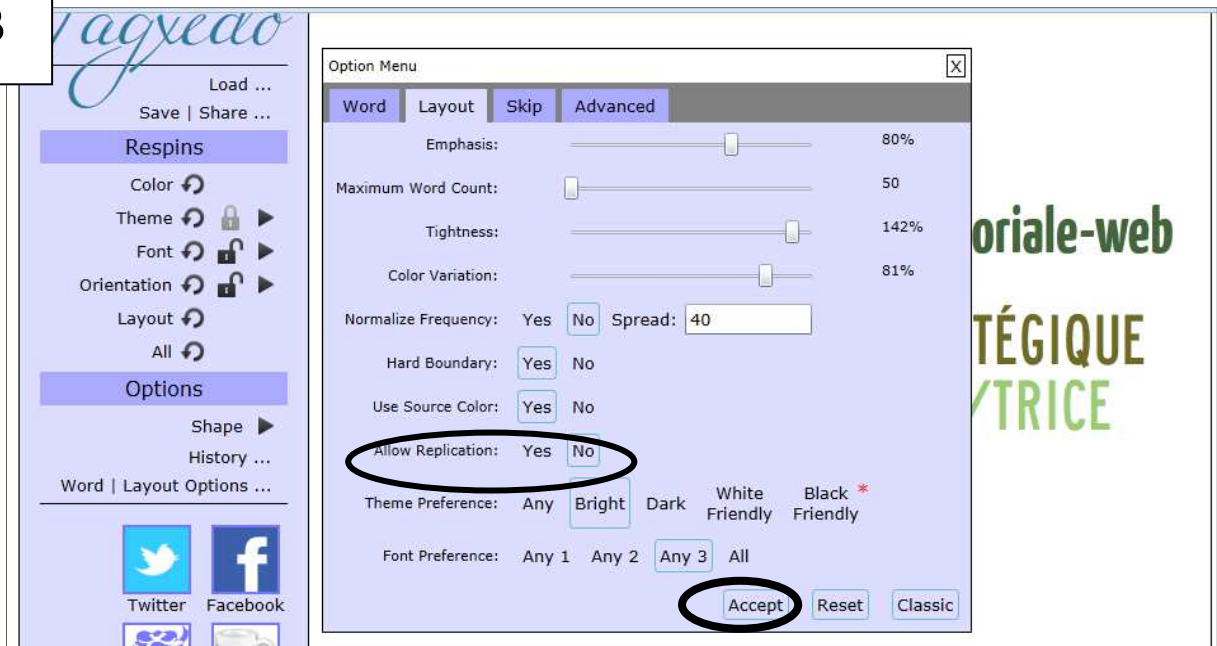 3
Tagxedo
Load ...
Save | Share ...
Respins
Color
Theme
Font
Orientation
Layout
All
Options
Shape
History ...
Word | Layout Options ...
Twitter Facebook
Option Menu X
Word Layout Skip Advanced
Emphasis: 80%
Maximum Word Count: 50
Tightness: 142%
Color Variation: 81%
Normalize Frequency: Yes No Spread: 40
Hard Boundary: Yes No
Use Source Color: Yes No
Allow Replication: Yes No
Theme Preference: Any Bright Dark White Friendly Black Friendly *
Font Preference: Any 1 Any 2 Any 3 All
Accept Reset Classic
oriale-web
TÉGIQUE
/TRICE